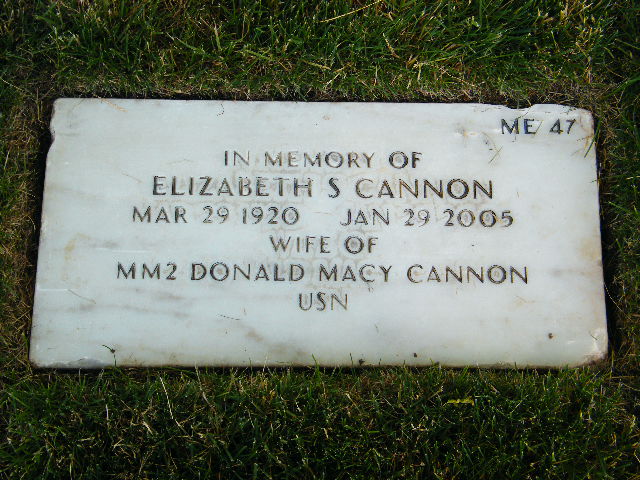 ME 47
IN MEMORY OF
ELIZABETH S CANNON
MAR 29 1920 JAN 29 2005
WIFE OF
MM2 DONALD MACY CANNON
USN